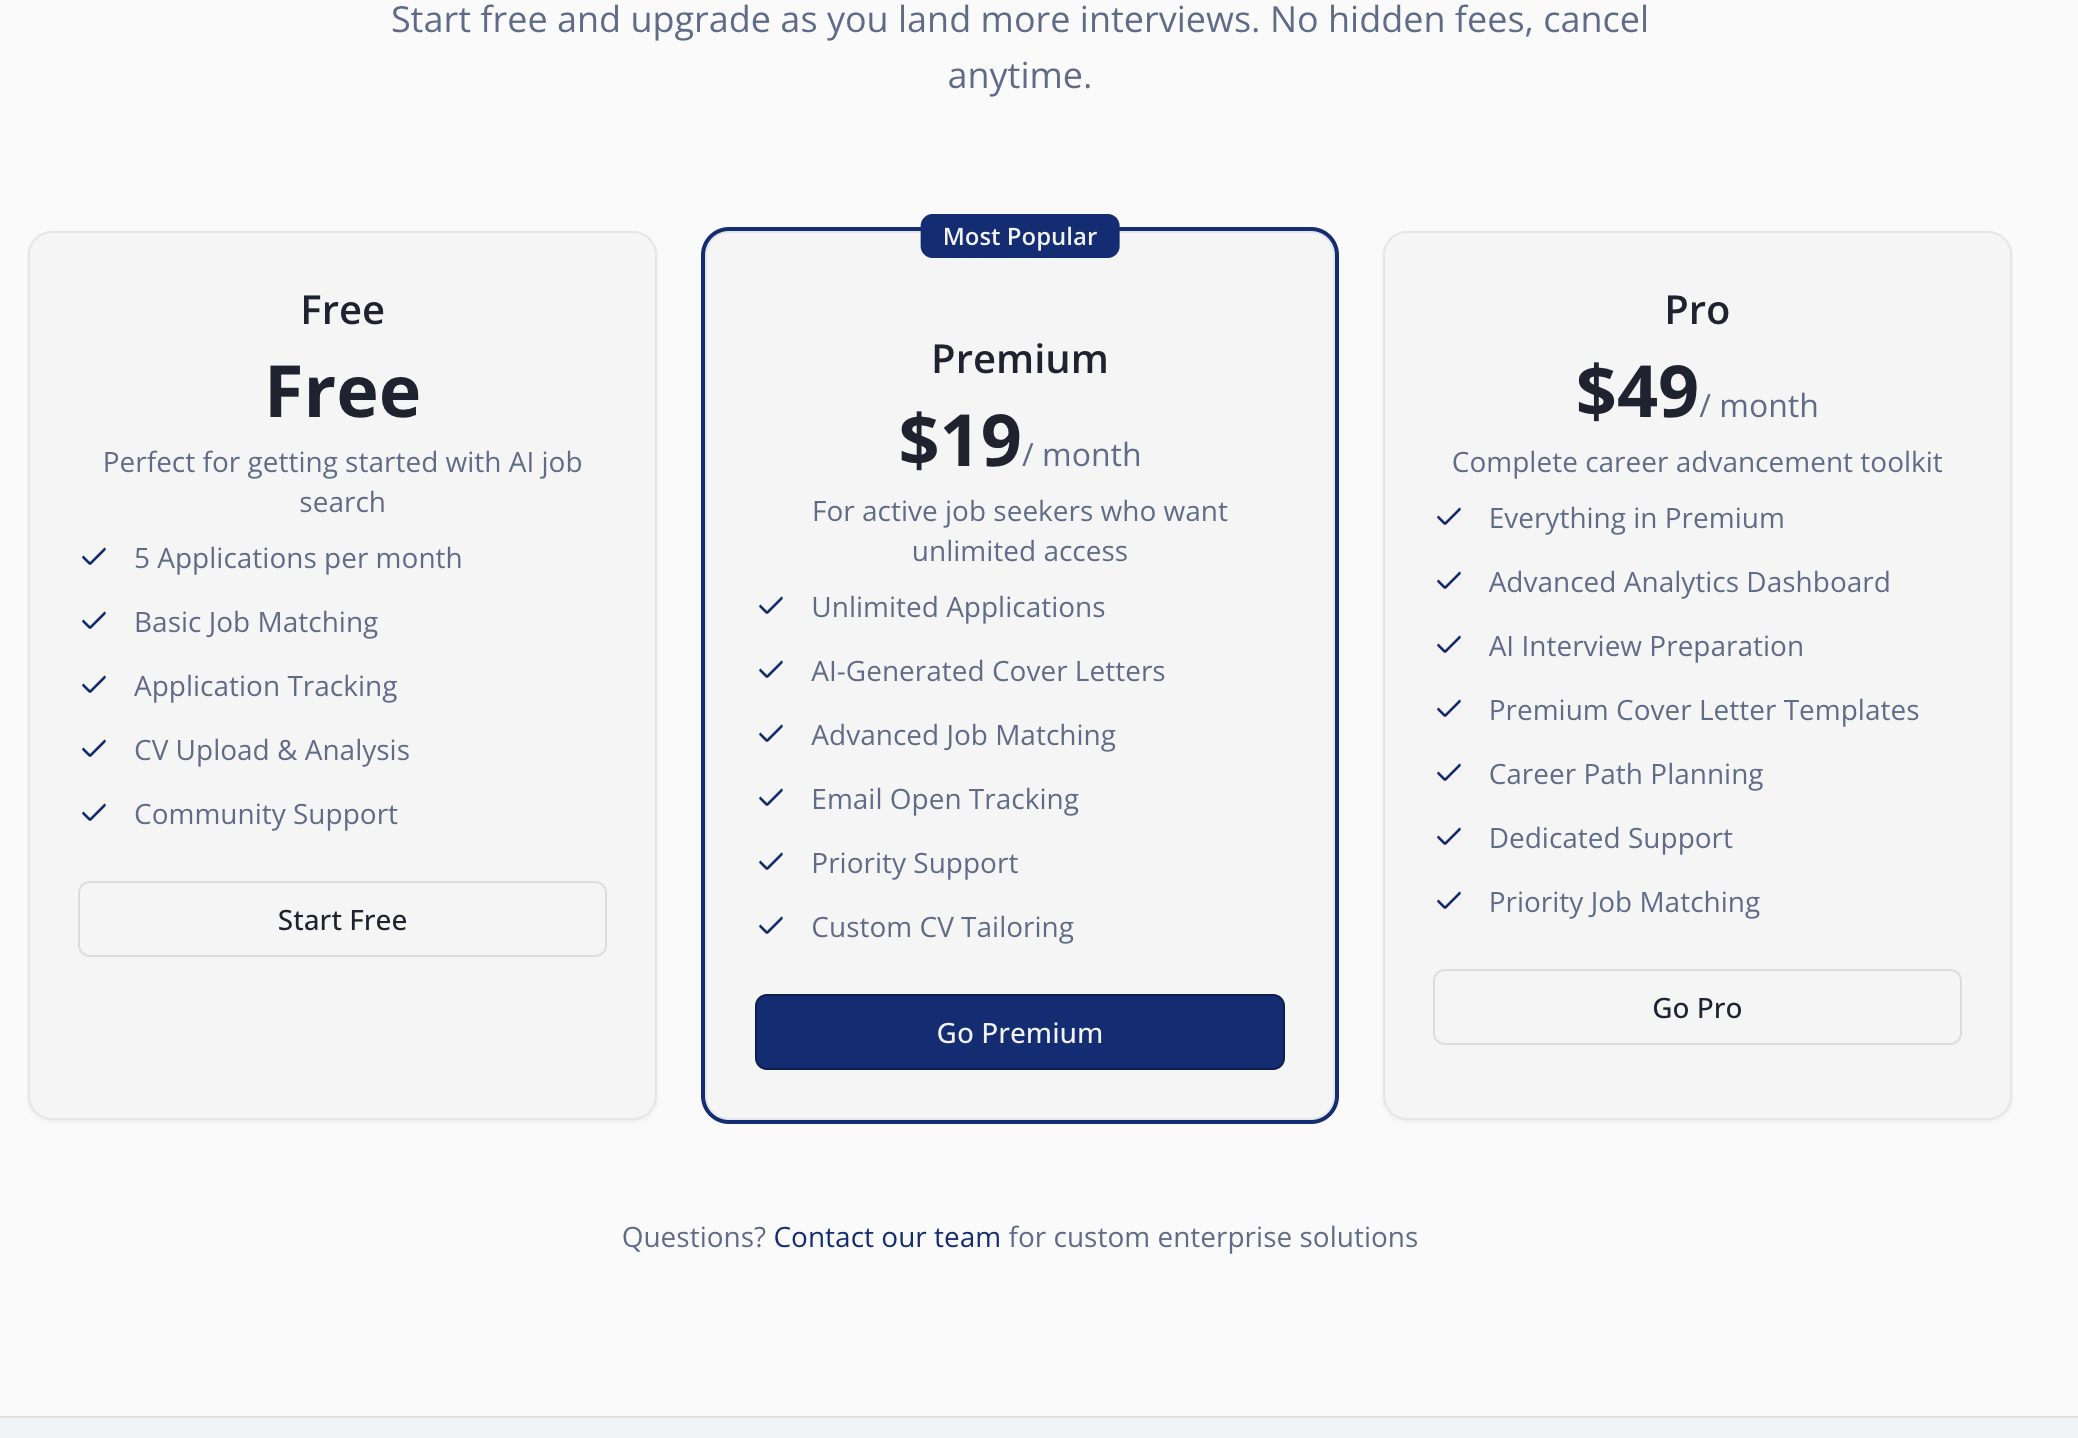 Start free and upgrade as you land more interviews. No hidden fees, cancel
anytime.
Free
Free
Perfect for getting started with AI job
search
5 Applications per month
Basic Job Matching
Application Tracking
CV Upload & Analysis
Community Support
Start Free
Most Popular
Premium
$19/ month
For active job seekers who want
unlimited access
Unlimited Applications
AI-Generated Cover Letters
Advanced Job Matching
Email Open Tracking
Priority Support
Custom CV Tailoring
Go Premium
Pro
$49/ month
Complete career advancement toolkit
Everything in Premium
Advanced Analytics Dashboard
AI Interview Preparation
Premium Cover Letter Templates
Career Path Planning
Dedicated Support
Priority Job Matching
Go Pro
Questions? Contact our team for custom enterprise solutions